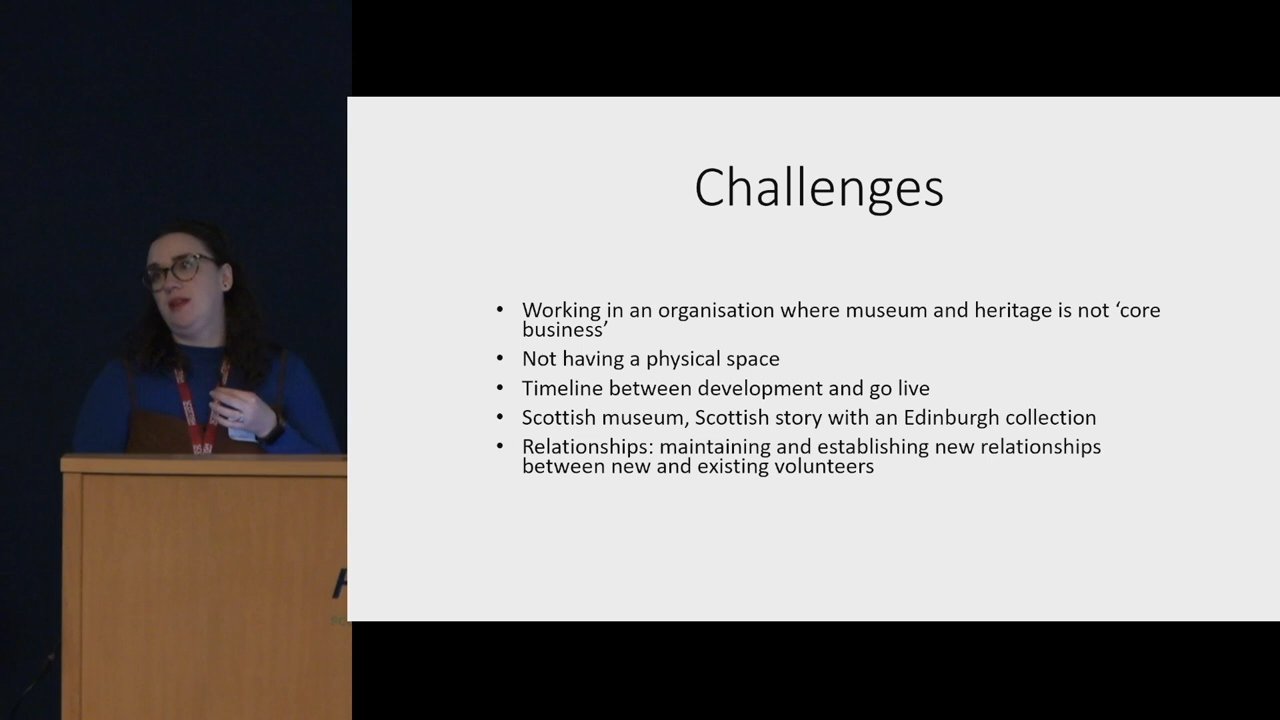 Challenges
• Working in an organisation where museum and heritage is not ‘core
business’
• Not having a physical space
• Timeline between development and go live
• Scottish museum, Scottish story with an Edinburgh collection
• Relationships: maintaining and establishing new relationships
between new and existing volunteers